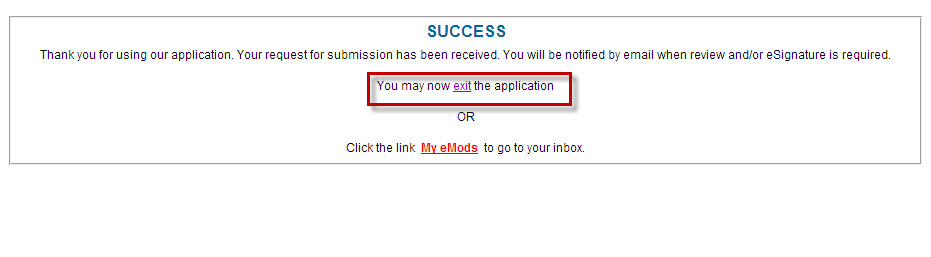 SUCCESS
Thank you for using our application. Your request for submission has been received. You will be notified by email when review and/or eSignature is required.
You may now exit the application
OR
Click the link My eMods to go to your inbox.